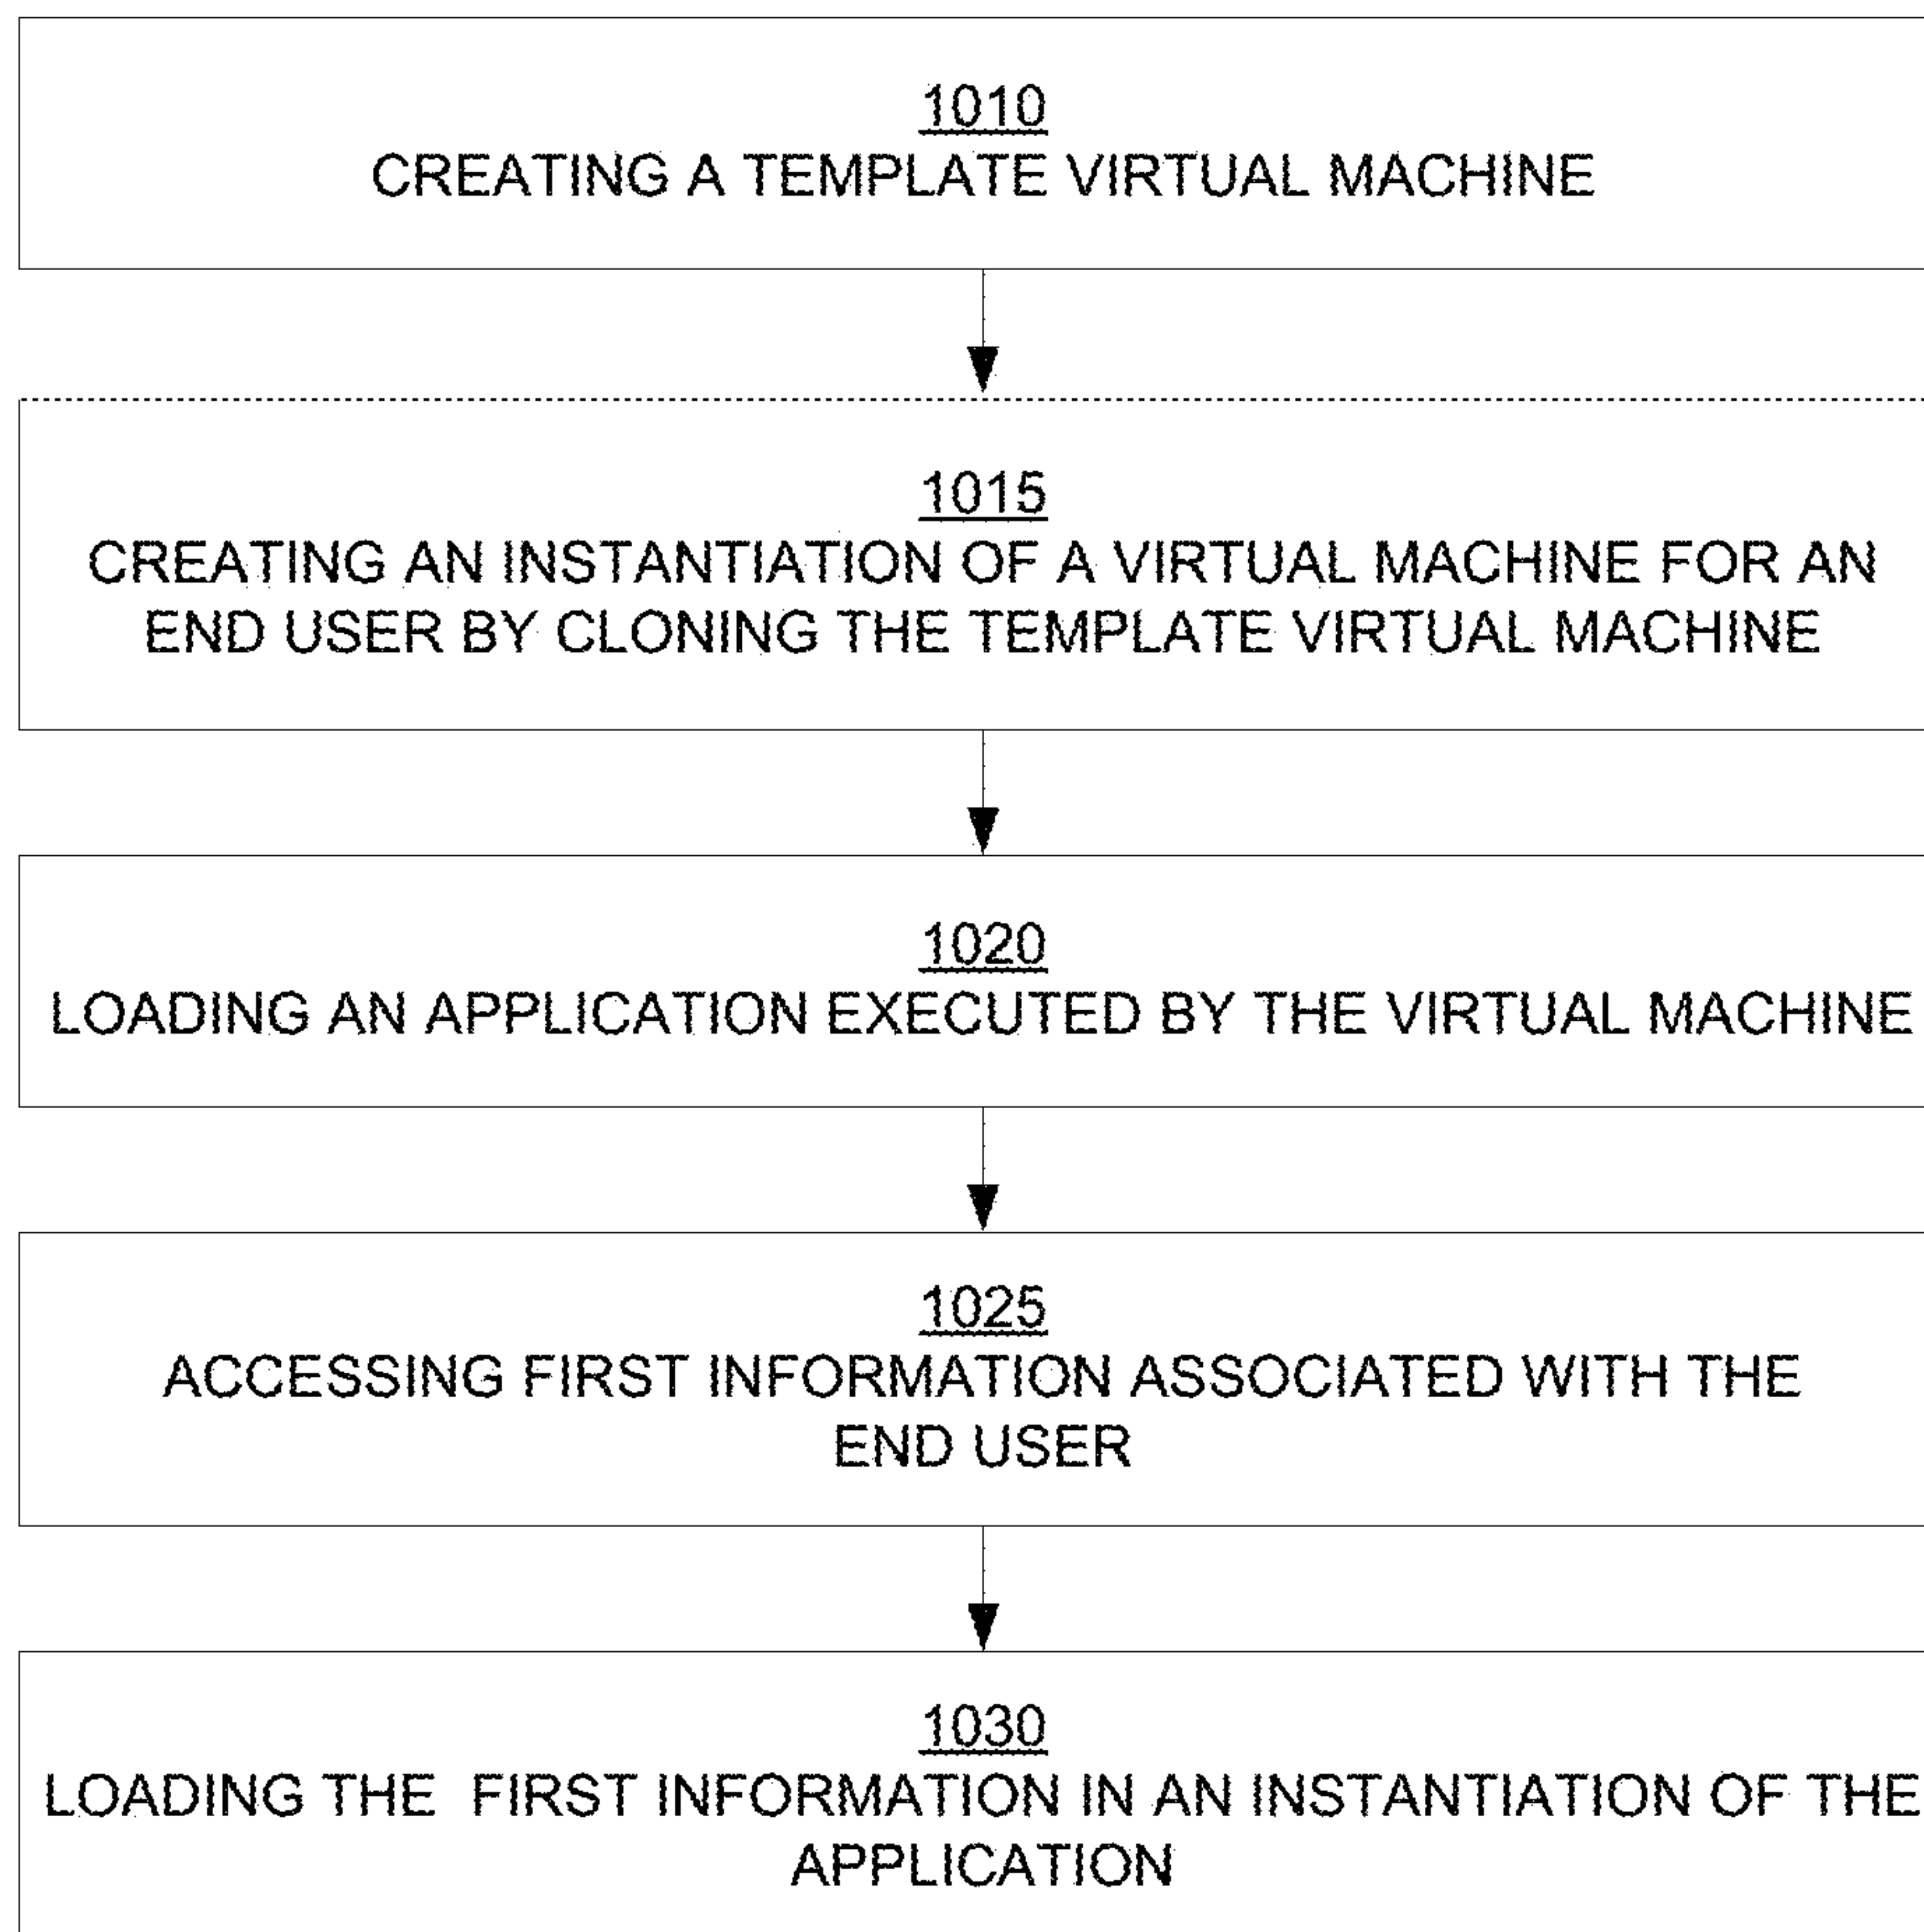 1010
CREATING A TEMPLATE VIRTUAL MACHINE
1015
CREATING AN INSTANTIATION OF A VIRTUAL MACHINE FOR AN
END USER BY CLONING THE TEMPLATE VIRTUAL MACHINE
1020
LOADING AN APPLICATION EXECUTED BY THE VIRTUAL MACHINE
1025
ACCESSING FIRST INFORMATION ASSOCIATED WITH THE
END USER
1030
LOADING THE FIRST INFORMATION IN AN INSTANTIATION OF THE
APPLICATION